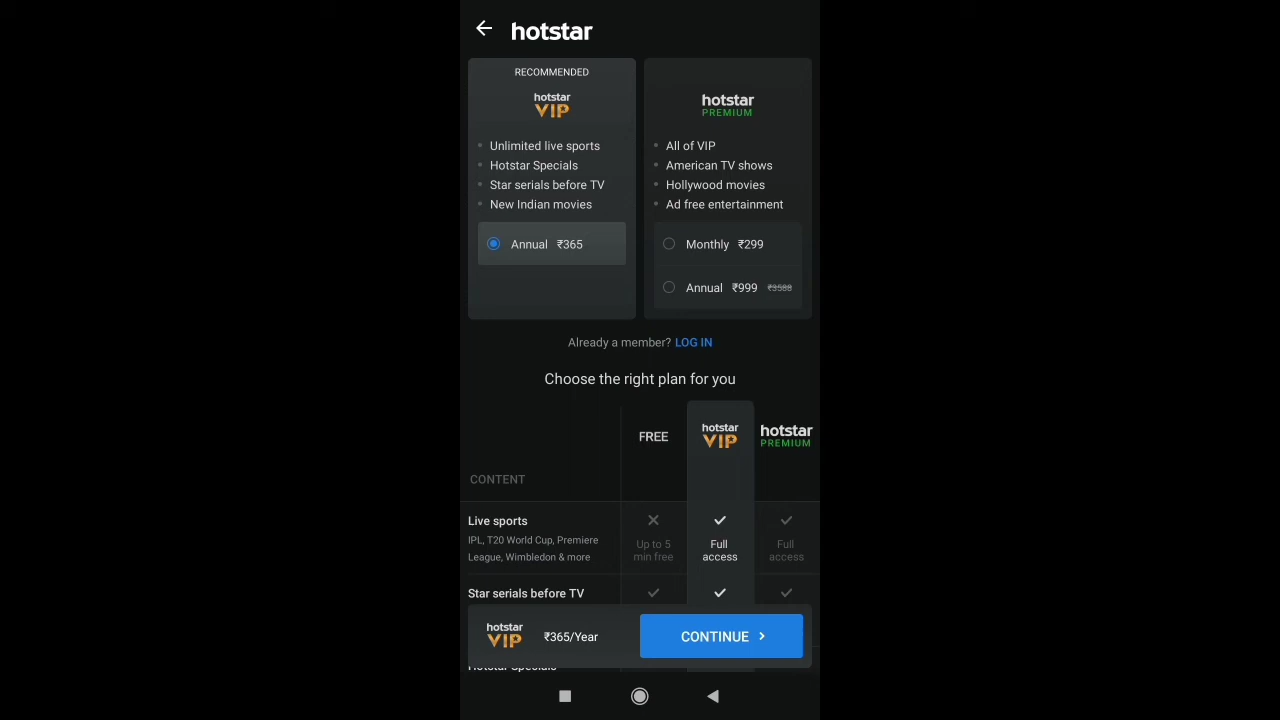 hotstar
RECOMMENDED
hotstar
VIP
Unlimited live sports
Hotstar Specials
Star serials before TV
New Indian movies
Annual ₹365
hotstar
PREMIUM
All of VIP
American TV shows
Hollywood movies
Ad free entertainment
Monthly ₹299
Annual ₹999 ₹3588
Already a member? LOG IN
Choose the right plan for you
FREE
hotstar
VIP
hotstar
PREMIUM
CONTENT
Live sports
IPL, T20 World Cup, Premiere
League, Wimbledon & more
Up to 5
min free
Full
access
Full
access
Star serials before TV
hotstar
VIP
₹365/Year
CONTINUE
Hotstar Specials